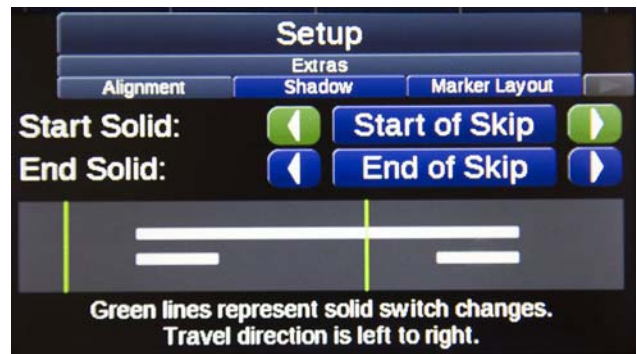 Setup
Extras
Alignment Shadow Marker Layout
Start Solid: Start of Skip
End Solid: End of Skip
Green lines represent solid switch changes.
Travel direction is left to right.